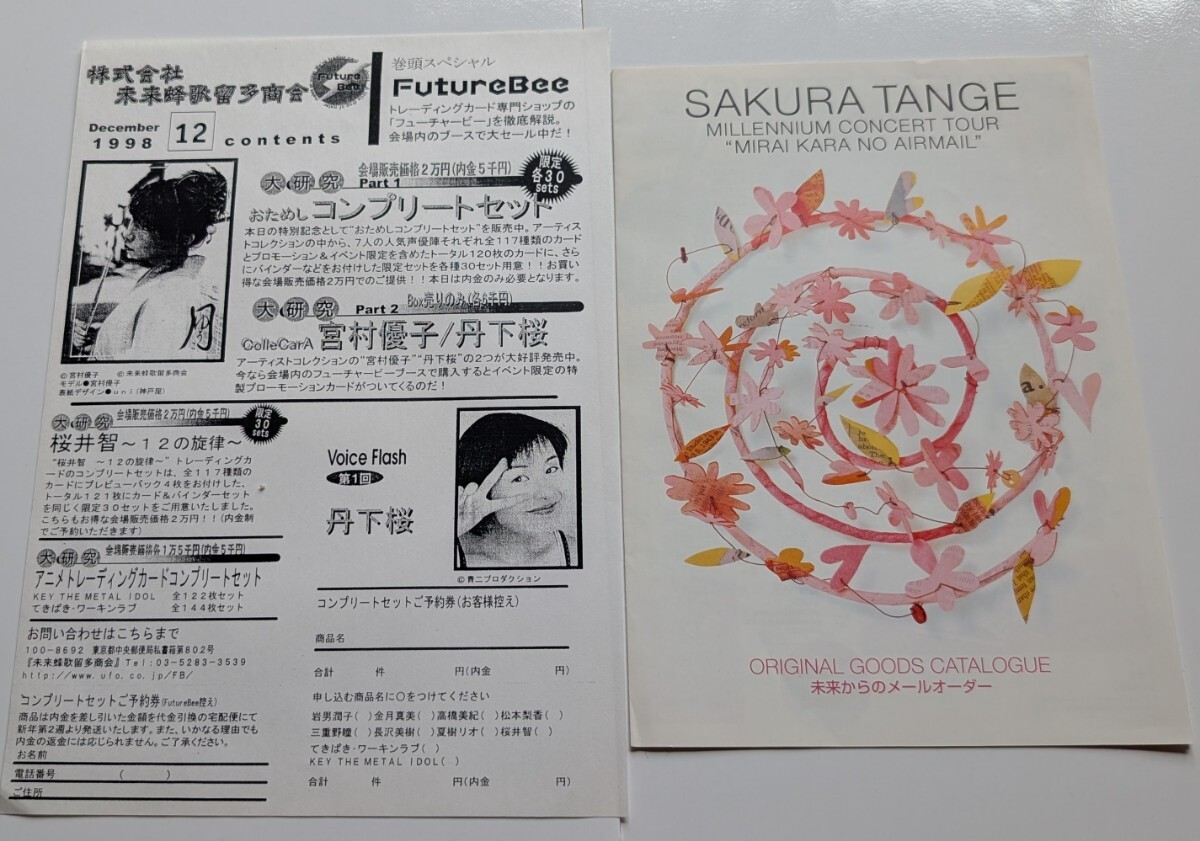 株式会社
未来蜂歌留多商会
Future
Bee
December
1998
12
contents
巻頭スペシャル
FutureBee
トレーディングカード専門ショップの
「フューチャービー」を徹底解説。
会場内のブースで大セール中だ！
大研究
会場販売価格２万円(内金５千円)
Part 1
限定
各30
sets
おためし コンプリートセット
本日の特別記念として“おためしコンプリートセット”を販売中。アーティス
トコレクションの中から、７人の人気声優陣それぞれ全１１７種類のカード
とプロモーション＆イベント限定を含めたトータル１２０枚のカードに、さら
にバインダーなどをお付けした限定セットを各種３０セット用意！！お買い
得な会場販売価格２万円でのご提供！！本日は内金のみ必要となります。
大研究
Box売りのみ(各6千円)
Part 2
ColleCarA 宮村優子/丹下桜
アーティストコレクションの“宮村優子”“丹下桜”の２つが大好評発売中。
今なら会場内のフューチャービーブースで購入するとイベント限定の特
製プローモーションカードがついてくるのだ！
©宮村優子 ©未来蜂歌留多商会
モデル●宮村優子
表紙デザイン●uni(神戸屋)
大研究
会場販売価格２万円(内金５千円)
限定
30
sets
桜井智～１２の旋律～
“桜井智 ～１２の旋律～”トレーディングカ
ードのコンプリートセットは、全１１７種類の
カードにプレビューパック４枚をお付けした、
トータル１２１枚にカード＆バインダーセット
を同じく限定３０セットをご用意いたしました。
こちらもお得な会場販売価格２万円！！(内金制
でご予約いただきます)
大研究
会場販売価格各１万５千円(内金５千円)
アニメトレーディングカードコンプリートセット
KEY THE METAL IDOL 全１２２枚セット
てきぱき・ワーキンラブ 全１４４枚セット
お問い合わせはこちらまで
100-8692 東京都中央郵便局私書箱第802号
『未来蜂歌留多商会』Tel:03-5283-3539
http://www.ufo.co.jp/FB/
コンプリートセットご予約券(FutureBee控え)
商品は内金を差し引いた金額を代金引換の宅配便にて
新年第２週より発送いたします。また、いかなる理由でも
内金の返金には応じられません。ご了承ください。
お名前
電話番号 ( )
ご住所
Voice Flash
第1回
丹下桜
©青二プロダクション
コンプリートセットご予約券(お客様控え)
商品名
合計 件 円(内金 円)
申し込む商品名に○をつけてください
岩男潤子( )金月真美( )高橋美紀( )松本梨香( )
三重野瞳( )長沢美樹( )夏樹リオ( )桜井智( )
てきぱき・ワーキンラブ( )
KEY THE METAL IDOL( )
合計 件 円(内金 円)
SAKURA TANGE
MILLENNIUM CONCERT TOUR
"MIRAI KARA NO AIRMAIL"
ORIGINAL GOODS CATALOGUE
未来からのメールオーダー